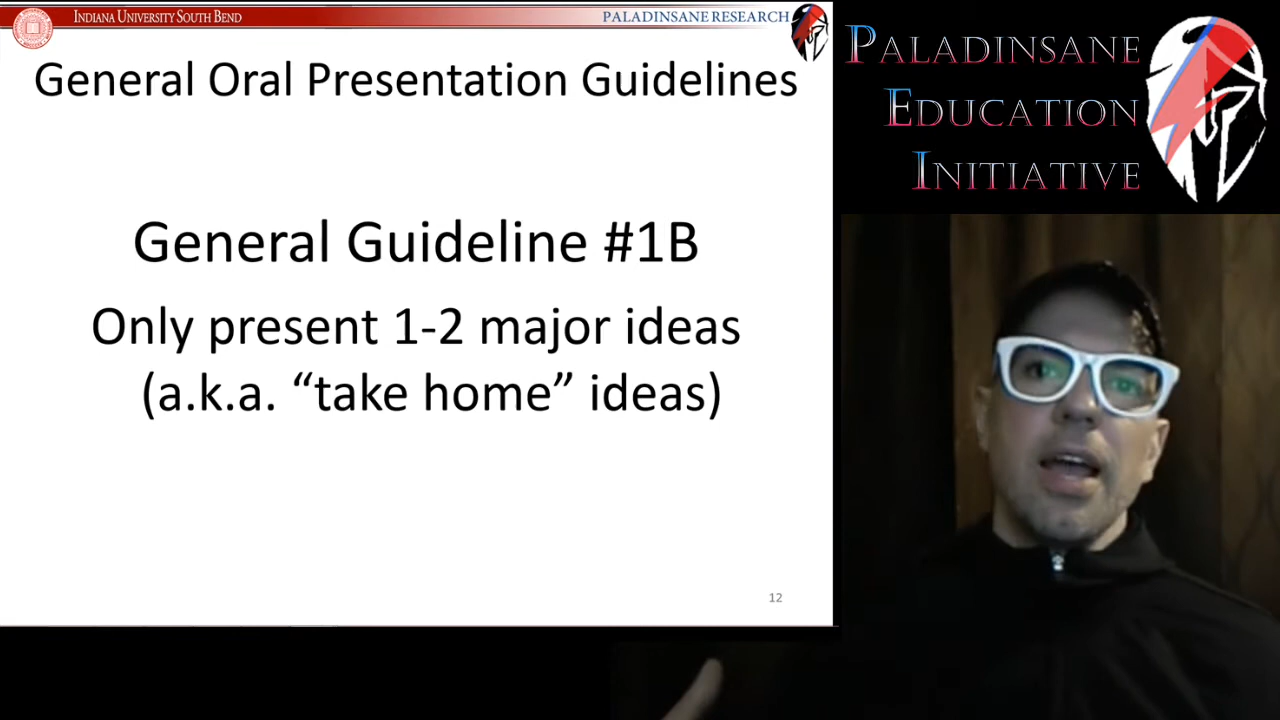 INDIANA UNIVERSITY SOUTH BEND
PALADINSANE RESEARCH
General Oral Presentation Guidelines
General Guideline #1B
Only present 1-2 major ideas
(a.k.a. “take home” ideas)
12
PALADINSANE
EDUCATION
INITIATIVE